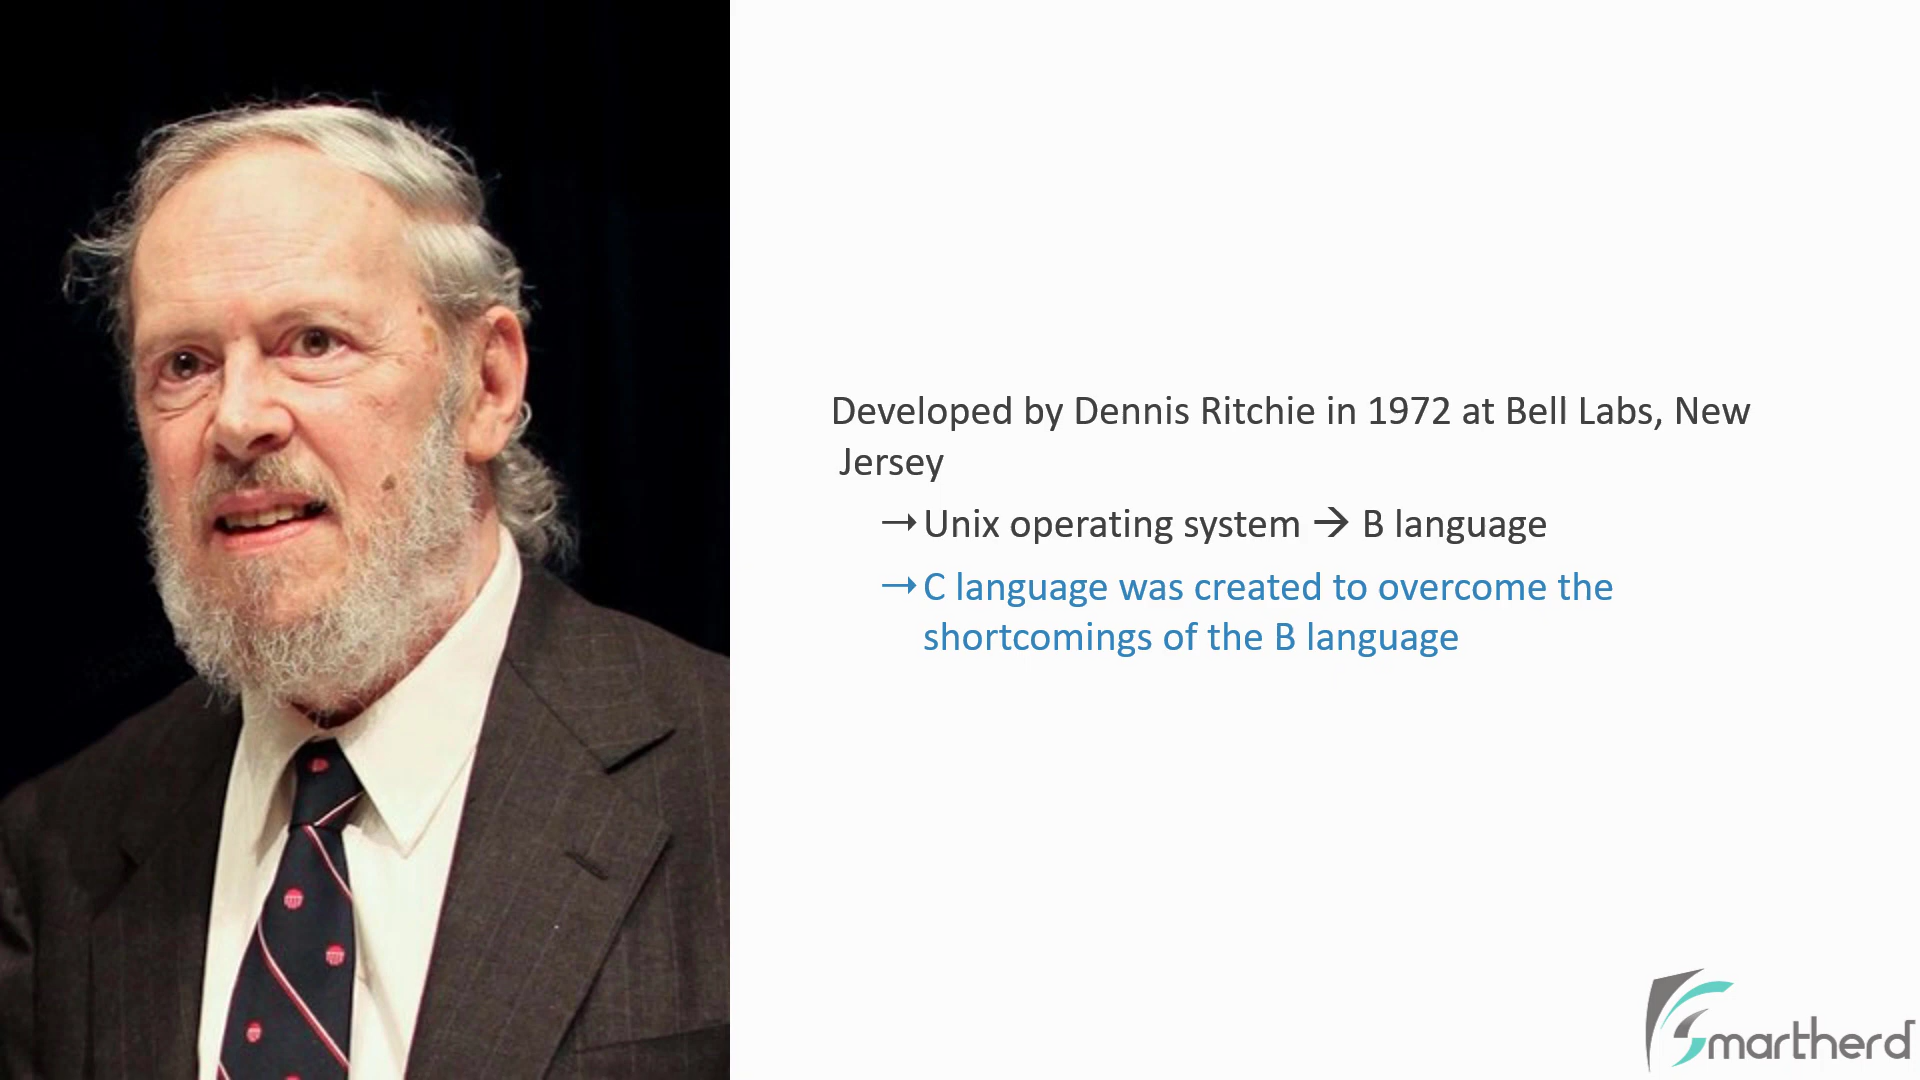 Developed by Dennis Ritchie in 1972 at Bell Labs, New
Jersey
→ Unix operating system → B language
→ C language was created to overcome the
shortcomings of the B language
Smartherd